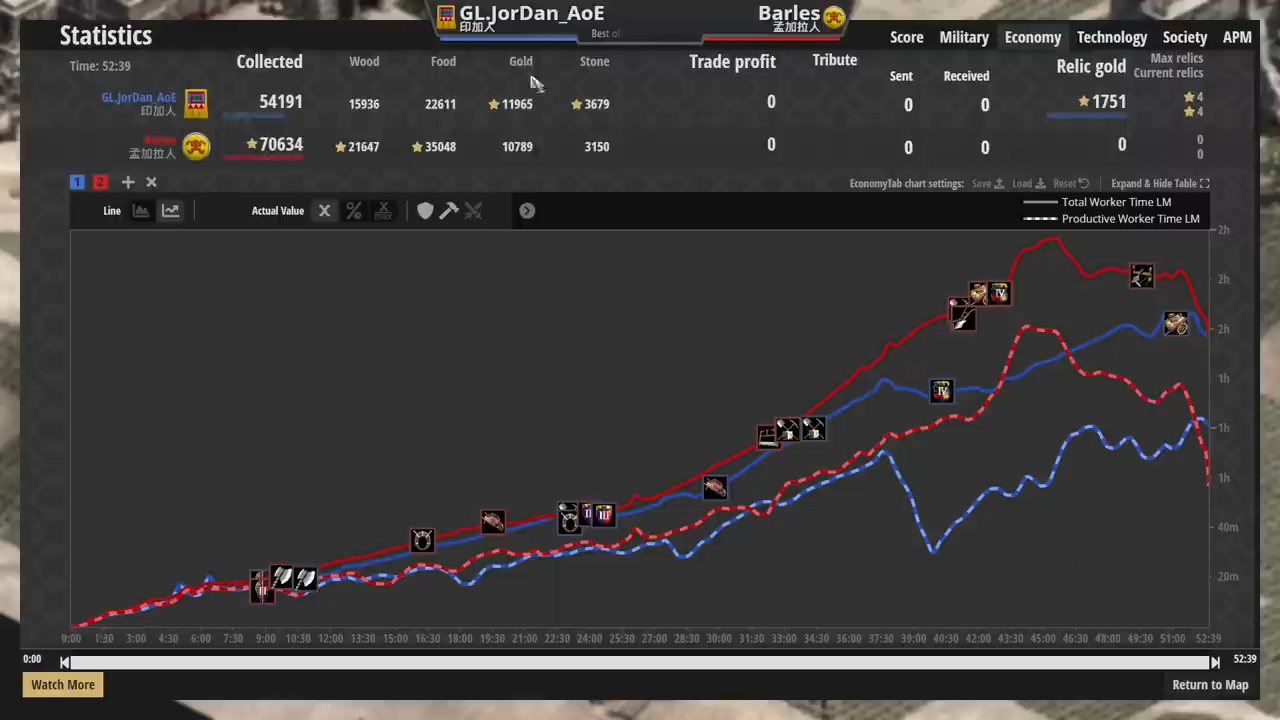 GL.JorDan_AoE
印加人
Best of
Barles
孟加拉人
Statistics
Score Military Economy Technology Society APM
Time: 52:39
Collected Wood Food Gold Stone Trade profit Tribute Sent Received Relic gold Max relics
Current relics
GL.JorDan_AoE
印加人
54191 15936 22611 11965 3679 0 0 0 1751 4
4
Barles
孟加拉人
70634 21647 35048 10789 3150 0 0 0 0 0
0
1 2 + ×
EconomyTab chart settings: Save Load Reset Expand & Hide Table
Line Actual Value X % X max
Total Worker Time LM
Productive Worker Time LM
2h
2h
2h
1h
1h
1h
40m
20m
IV
IV
II III
II
0:00 1:30 3:00 4:30 6:00 7:30 9:00 10:30 12:00 13:30 15:00 16:30 18:00 19:30 21:00 22:30 24:00 25:30 27:00 28:30 30:00 31:30 33:00 34:30 36:00 37:30 39:00 40:30 42:00 43:30 45:00 46:30 48:00 49:30 51:00 52:39
0:00 52:39
Watch More
Return to Map